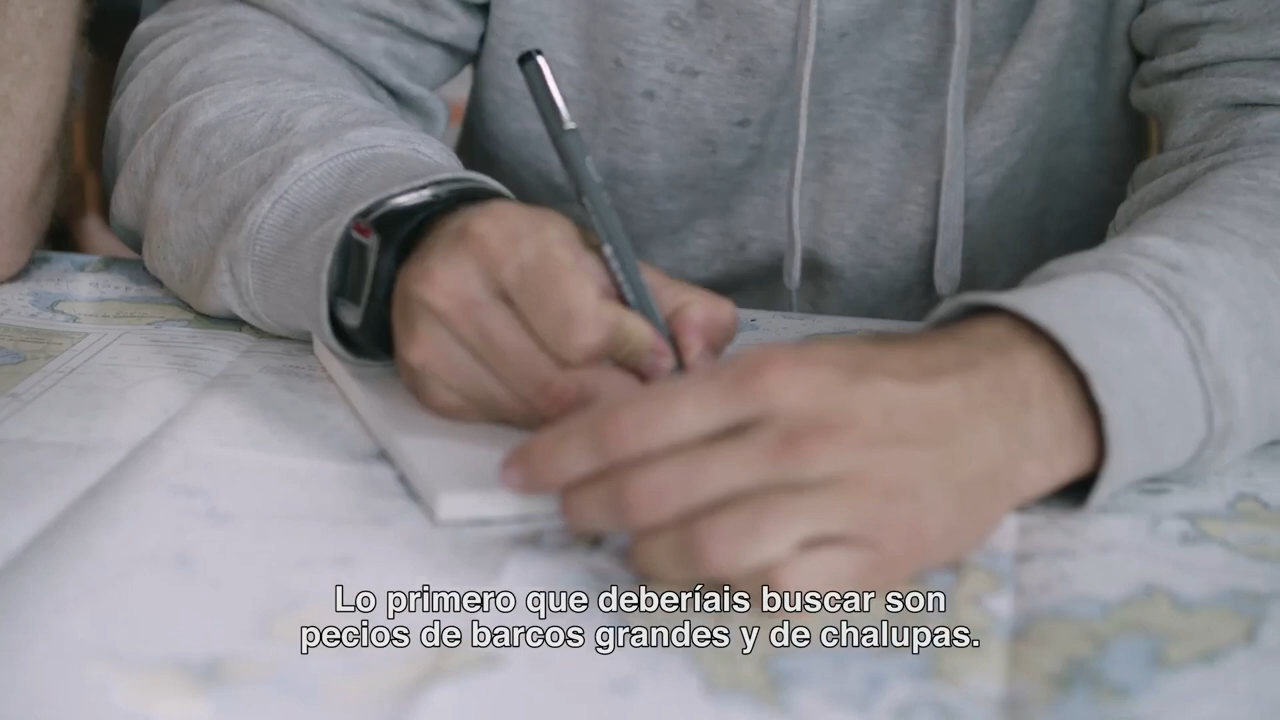 Lo primero que deberíais buscar son
pecios de barcos grandes y de chalupas.